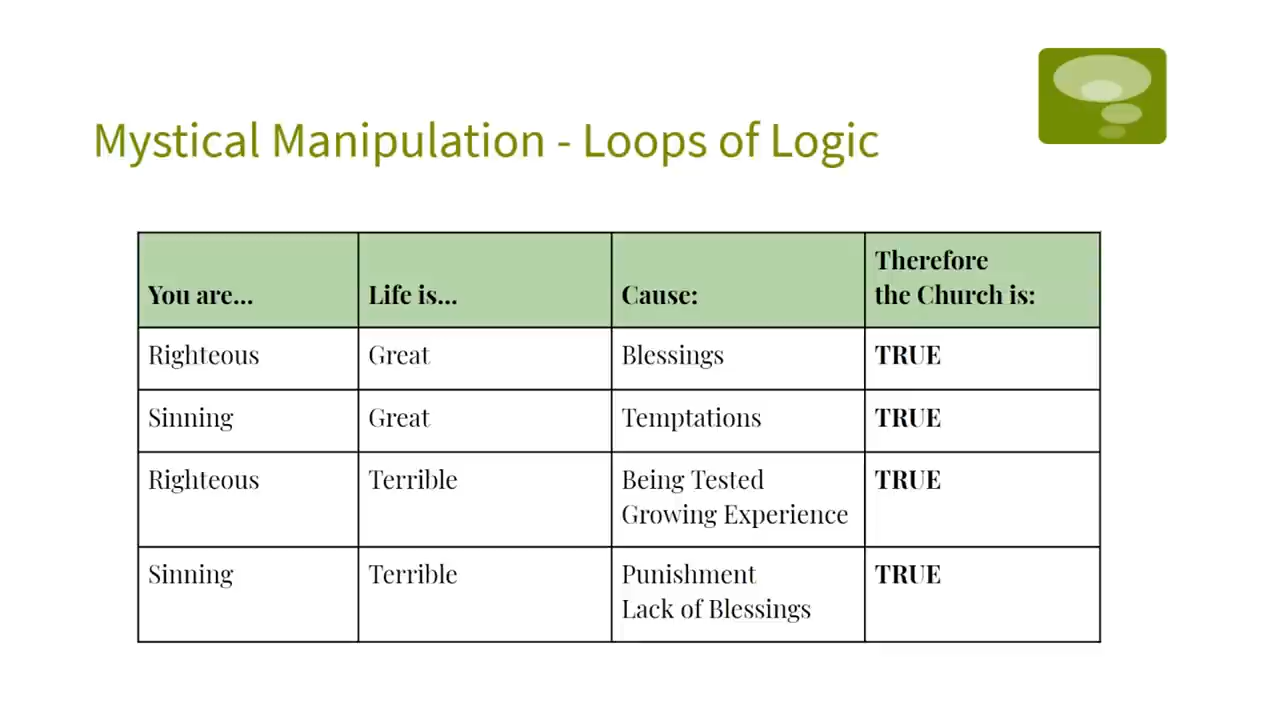 Mystical Manipulation - Loops of Logic
You are...
Life is...
Cause:
Therefore
the Church is:
Righteous
Great
Blessings
TRUE
Sinning
Great
Temptations
TRUE
Righteous
Terrible
Being Tested
Growing Experience
TRUE
Sinning
Terrible
Punishment
Lack of Blessings
TRUE